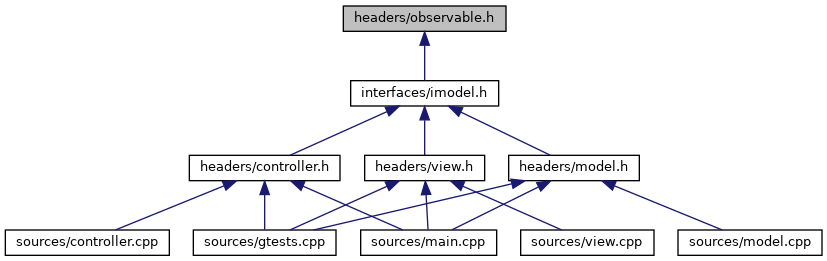 headers/observable.h
interfaces/imodel.h
headers/controller.h
headers/view.h
headers/model.h
sources/controller.cpp
sources/gtests.cpp
sources/main.cpp
sources/view.cpp
sources/model.cpp